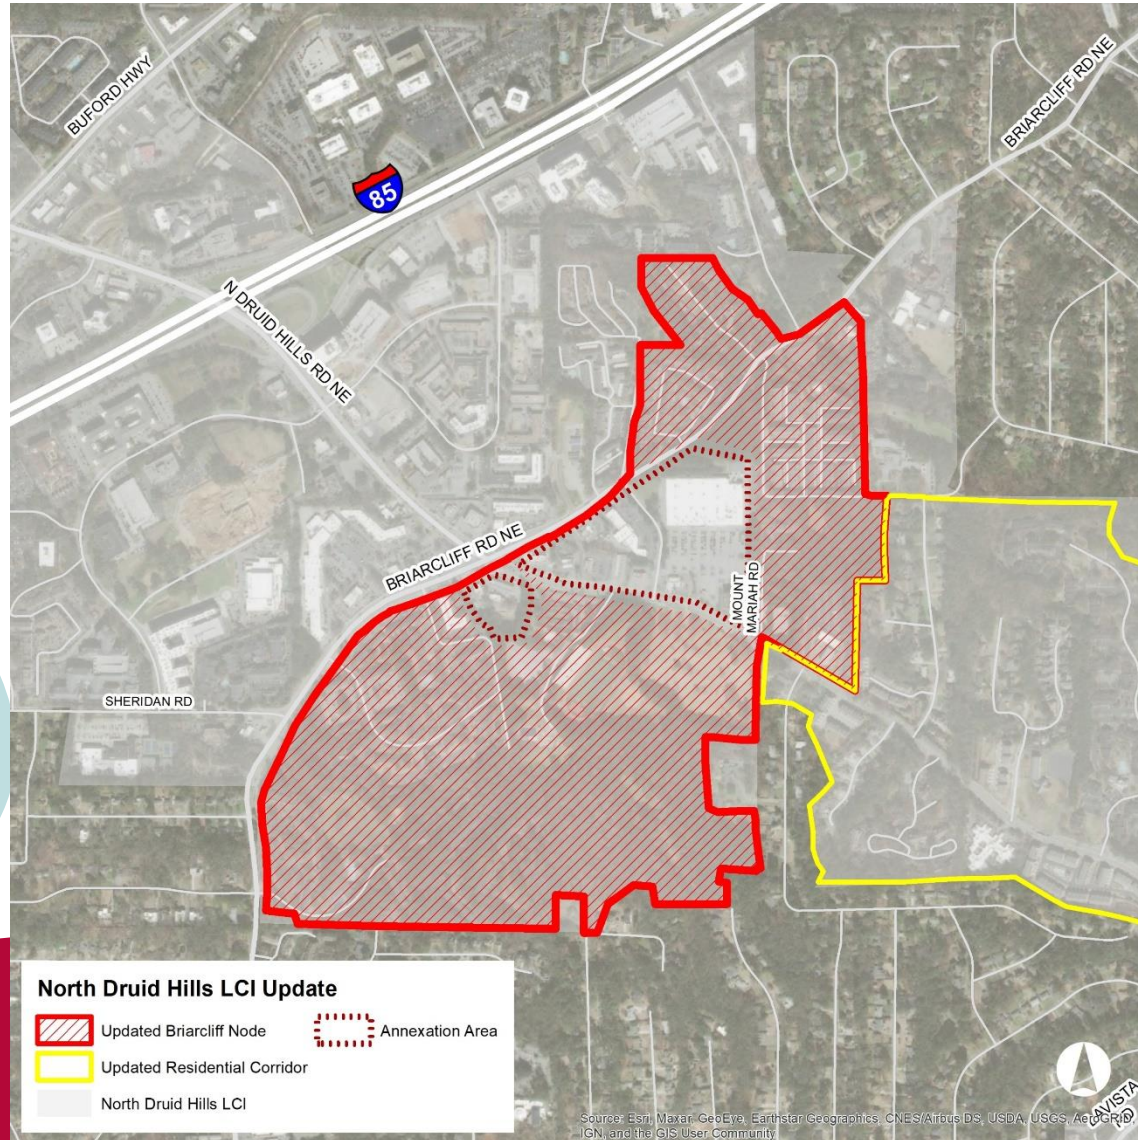 BUFORD HWY
BRIARCLIFF RD NE
85
N DRUID HILLS RD NE
BRIARCLIFF RD NE
MOUNT
MARIAH RD
SHERIDAN RD
North Druid Hills LCI Update
Updated Briarcliff Node
Annexation Area
Updated Residential Corridor
North Druid Hills LCI
LAVISTA
RD
Source: Esri, Maxar, GeoEye, Earthstar Geographics, CNES/Airbus DS, USDA, USGS, AeroGRID,
IGN, and the GIS User Community